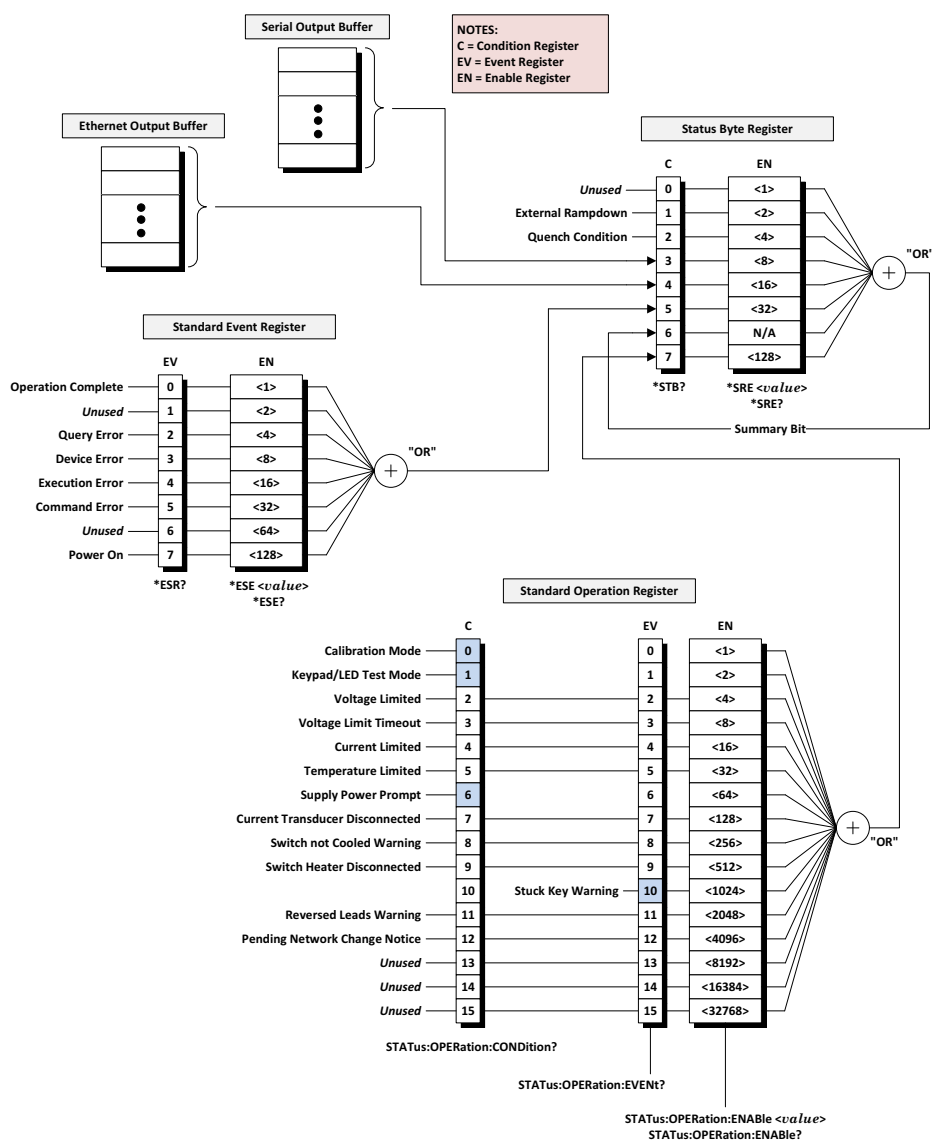 Serial Output Buffer
NOTES:
C = Condition Register
EV = Event Register
EN = Enable Register
Ethernet Output Buffer
Status Byte Register
C EN
Unused 0 <1>
External Rampdown 1 <2>
Quench Condition 2 <4>
3 <8>
4 <16>
5 <32>
6 N/A
7 <128>
"OR'
*STB? *SRE <value>
*SRE?
Summary Bit
Standard Event Register
EV EN
Operation Complete 0 <1>
Unused 1 <2>
Query Error 2 <4>
Device Error 3 <8>
Execution Error 4 <16>
Command Error 5 <32>
Unused 6 <64>
Power On 7 <128>
"OR"
*ESR? *ESE <value>
*ESE?
Standard Operation Register
C EV EN
Calibration Mode 0 0 <1>
Keypad/LED Test Mode 1 1 <2>
Voltage Limited 2 2 <4>
Voltage Limit Timeout 3 3 <8>
Current Limited 4 4 <16>
Temperature Limited 5 5 <32>
Supply Power Prompt 6 6 <64>
Current Transducer Disconnected 7 7 <128>
Switch not Cooled Warning 8 8 <256>
Switch Heater Disconnected 9 9 <512>
10 Stuck Key Warning 10 <1024>
Reversed Leads Warning 11 11 <2048>
Pending Network Change Notice 12 12 <4096>
Unused 13 13 <8192>
Unused 14 14 <16384>
Unused 15 15 <32768>
+ "OR"
STATus:OPERation:CONDition?
STATus:OPERation:EVENt?
STATus:OPERation:ENABle <value>
STATus:OPERation:ENABle?